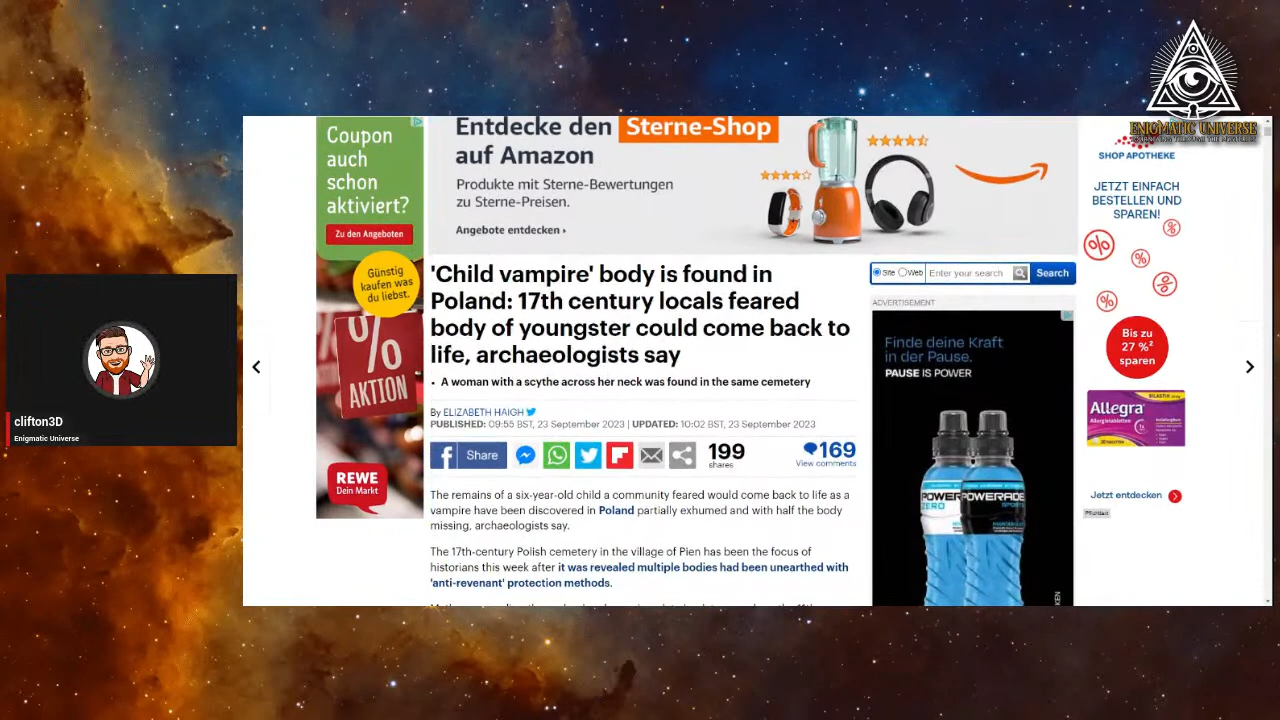 ENIGMATIC UNIVERSE
Coupon
auch
schon
aktiviert?
Zu den Angeboten
Günstig
kaufen was
du liebst.
%
AKTION
REWE
Dein Markt
Entdecke den Sterne-Shop
auf Amazon
Produkte mit Sterne-Bewertungen
zu Sterne-Preisen.
Angebote entdecken ›
SHOP APOTHEKE
JETZT EINFACH
BESTELLEN UND
SPAREN!
%
%
%
%
%
Bis zu
27 %²
sparen
Allegra
Allergietabletten
BILASTIN
20 TABLETTEN
Jetzt entdecken
Pflichttext
'Child vampire' body is found in
Poland: 17th century locals feared
body of youngster could come back to
life, archaeologists say
• A woman with a scythe across her neck was found in the same cemetery
By ELIZABETH HAIGH
PUBLISHED: 09:55 BST, 23 September 2023 | UPDATED: 10:02 BST, 23 September 2023
f Share
199
shares
169
View comments
The remains of a six-year-old child a community feared would come back to life as a
vampire have been discovered in Poland partially exhumed and with half the body
missing, archaeologists say.
The 17th-century Polish cemetery in the village of Pien has been the focus of
historians this week after it was revealed multiple bodies had been unearthed with
'anti-revenant' protection methods.
Site Web Enter your search Search
ADVERTISEMENT
Finde deine Kraft
in der Pause.
PAUSE IS POWER
POWER
ZERO
POWERADE
SPORTS
clifton3D
Enigmatic Universe